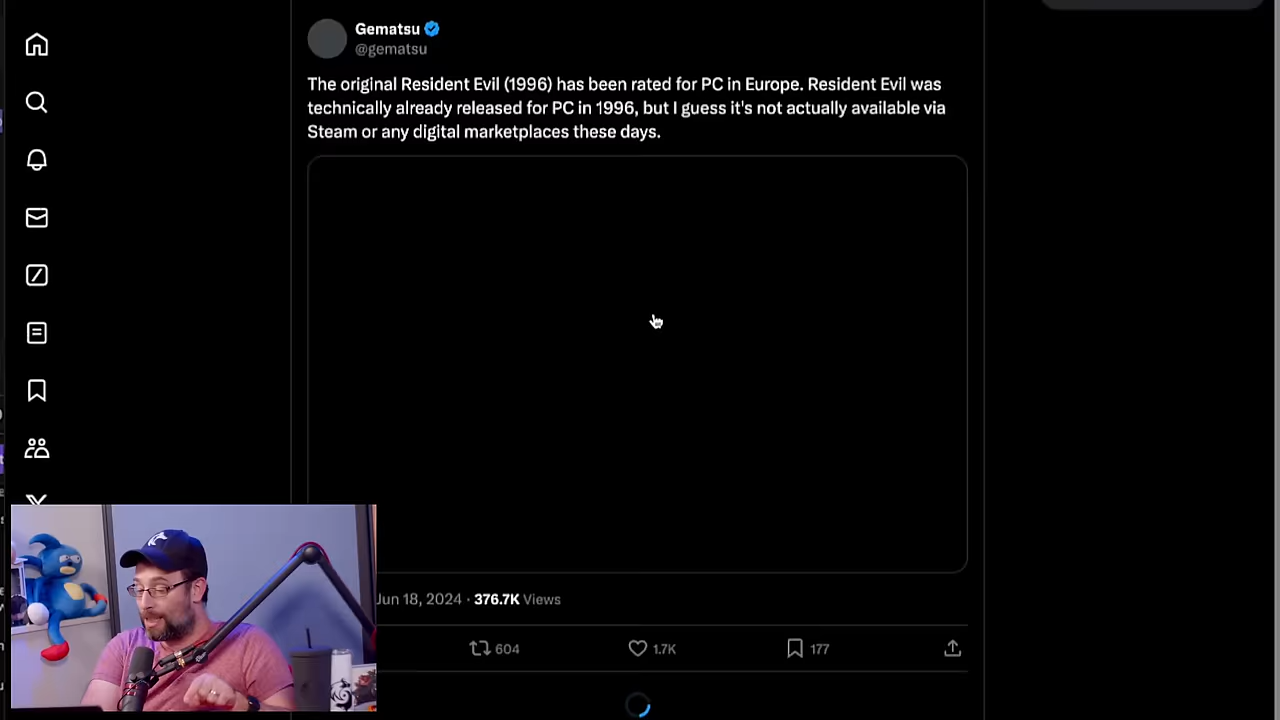 Gematsu
@gematsu
The original Resident Evil (1996) has been rated for PC in Europe. Resident Evil was
technically already released for PC in 1996, but I guess it's not actually available via
Steam or any digital marketplaces these days.
Jun 18, 2024 · 376.7K Views
604
1.7K
177